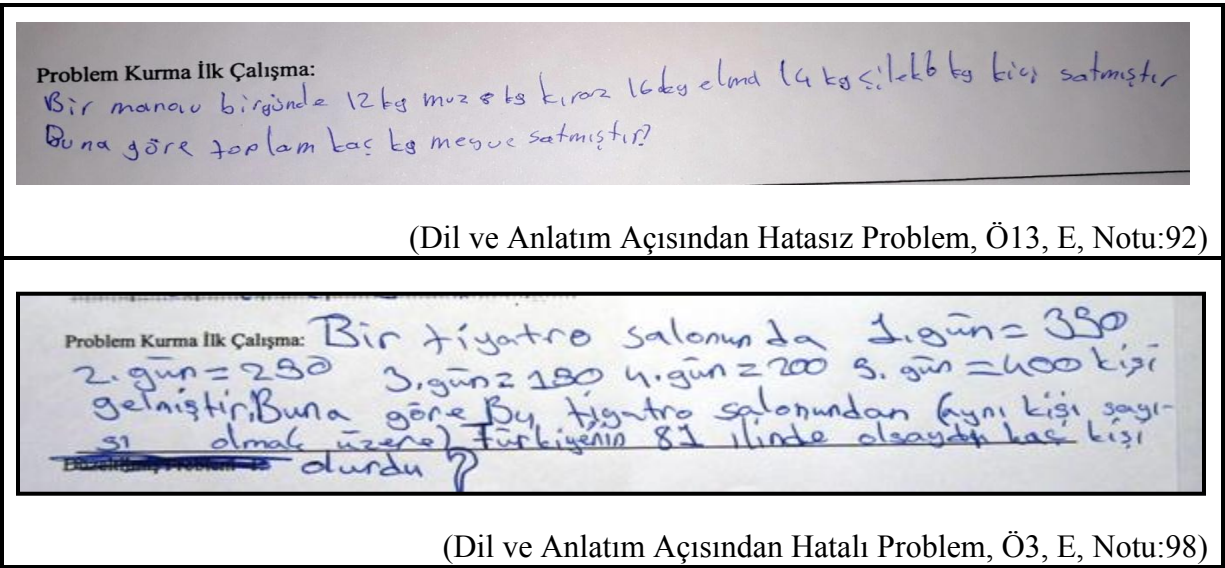 Problem Kurma İlk Çalışma:
Bir manav birgünde 12 kg muz 8 kg kiraz 16 kg elma 14 kg çilek 6 kg kivi satmıştır
Buna göre toplam kaç kg meyve satmıştır?
(Dil ve Anlatım Açısından Hatasız Problem, Ö13, E, Notu:92)
Problem Kurma İlk Çalışma: Bir tiyatro salonunda 1.gün=
2.gün= 3.gün= 4.gün=200 5.gün=400 kişi
gelmiştir. Buna göre Bu tiyatro salonundan (aynı kişi sayı-
sı olmak üzere) Türkiyenin 81 ilinde olsaydı kaç kişi
olurdu?
(Dil ve Anlatım Açısından Hatalı Problem, Ö3, E, Notu:98)